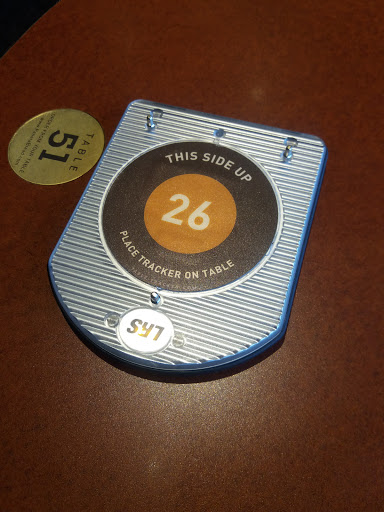 TABLE
51
THIS SIDE UP
26
PLACE TRACKER ON TABLE
LRS